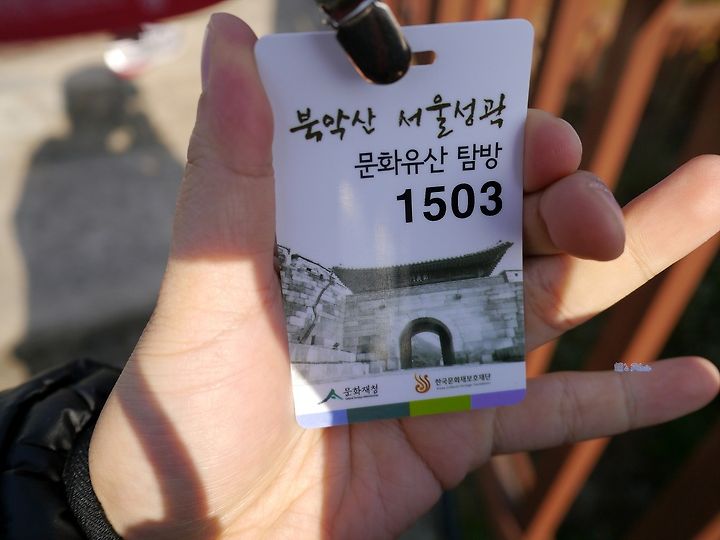 북악산 서울성곽
문화유산 탐방
1503
문화재청
한국문화재보호재단